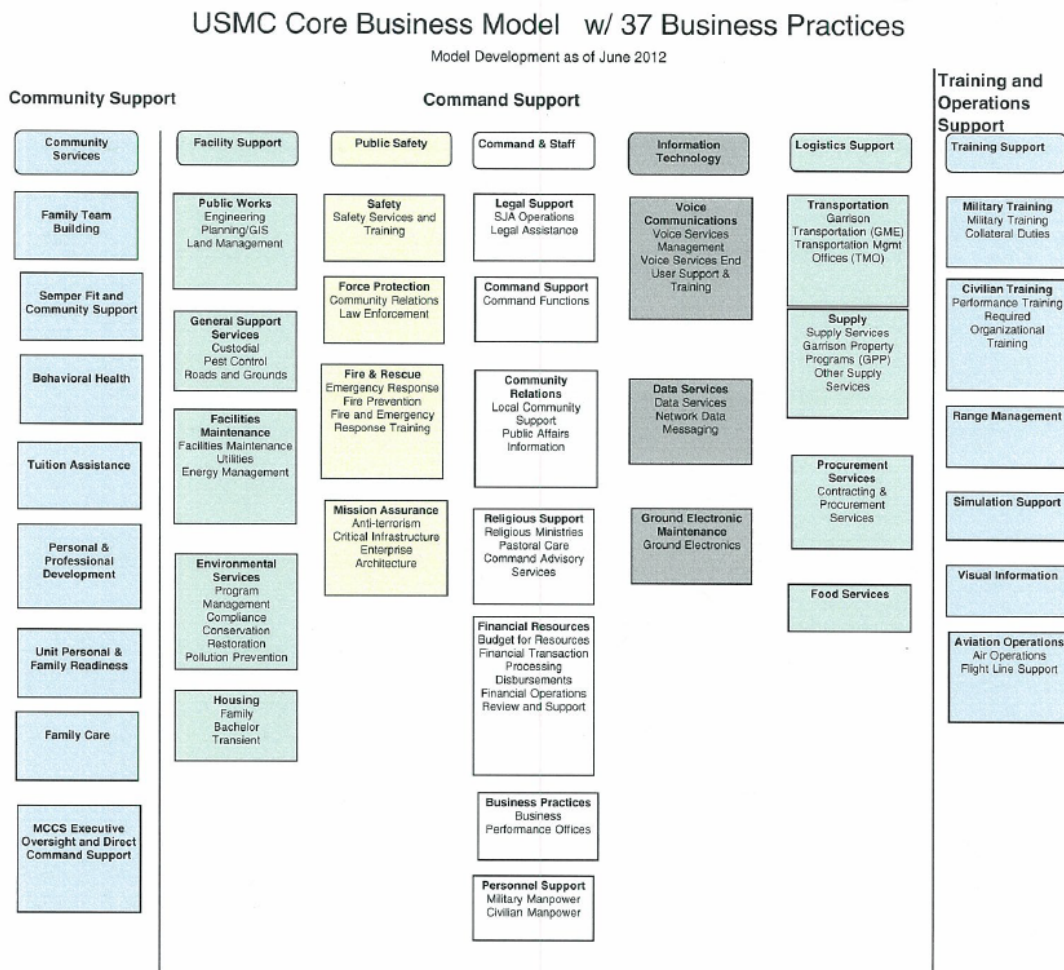 USMC Core Business Model w/ 37 Business Practices
Model Development as of June 2012
Community Support
Command Support
Training and
Operations
Support
Community
Services
Family Team
Building
Semper Fit and
Community Support
Behavioral Health
Tuition Assistance
Personal &
Professional
Development
Unit Personal &
Family Readiness
Family Care
MCCS Executive
Oversight and Direct
Command Support
Facility Support
Public Works
Engineering
Planning/GIS
Land Management
General Support
Services
Custodial
Pest Control
Roads and Grounds
Facilities
Maintenance
Facilities Maintenance
Utilities
Energy Management
Environmental
Services
Program
Management
Compliance
Conservation
Restoration
Pollution Prevention
Housing
Family
Bachelor
Transient
Public Safety
Safety
Safety Services and
Training
Force Protection
Community Relations
Law Enforcement
Fire & Rescue
Emergency Response
Fire Prevention
Fire and Emergency
Response Training
Mission Assurance
Anti-terrorism
Critical Infrastructure
Enterprise
Architecture
Command & Staff
Legal Support
SJA Operations
Legal Assistance
Command Support
Command Functions
Community
Relations
Local Community
Support
Public Affairs
Information
Religious Support
Religious Ministries
Pastoral Care
Command Advisory
Services
Financial Resources
Budget for Resources
Financial Transaction
Processing
Disbursements
Financial Operations
Review and Support
Business Practices
Business
Performance Offices
Personnel Support
Military Manpower
Civilian Manpower
Information
Technology
Voice
Communications
Voice Services
Management
Voice Services End
User Support &
Training
Data Services
Data Services
Network Data
Messaging
Ground Electronic
Maintenance
Ground Electronics
Logistics Support
Transportation
Garrison
Transportation (GME)
Transportation Mgmt
Offices (TMO)
Supply
Supply Services
Garrison Property
Programs (GPP)
Other Supply
Services
Procurement
Services
Contracting &
Procurement
Services
Food Services
Training Support
Military Training
Military Training
Collateral Duties
Civilian Training
Performance Training
Required
Organizational
Training
Range Management
Simulation Support
Visual Information
Aviation Operations
Air Operations
Flight Line Support